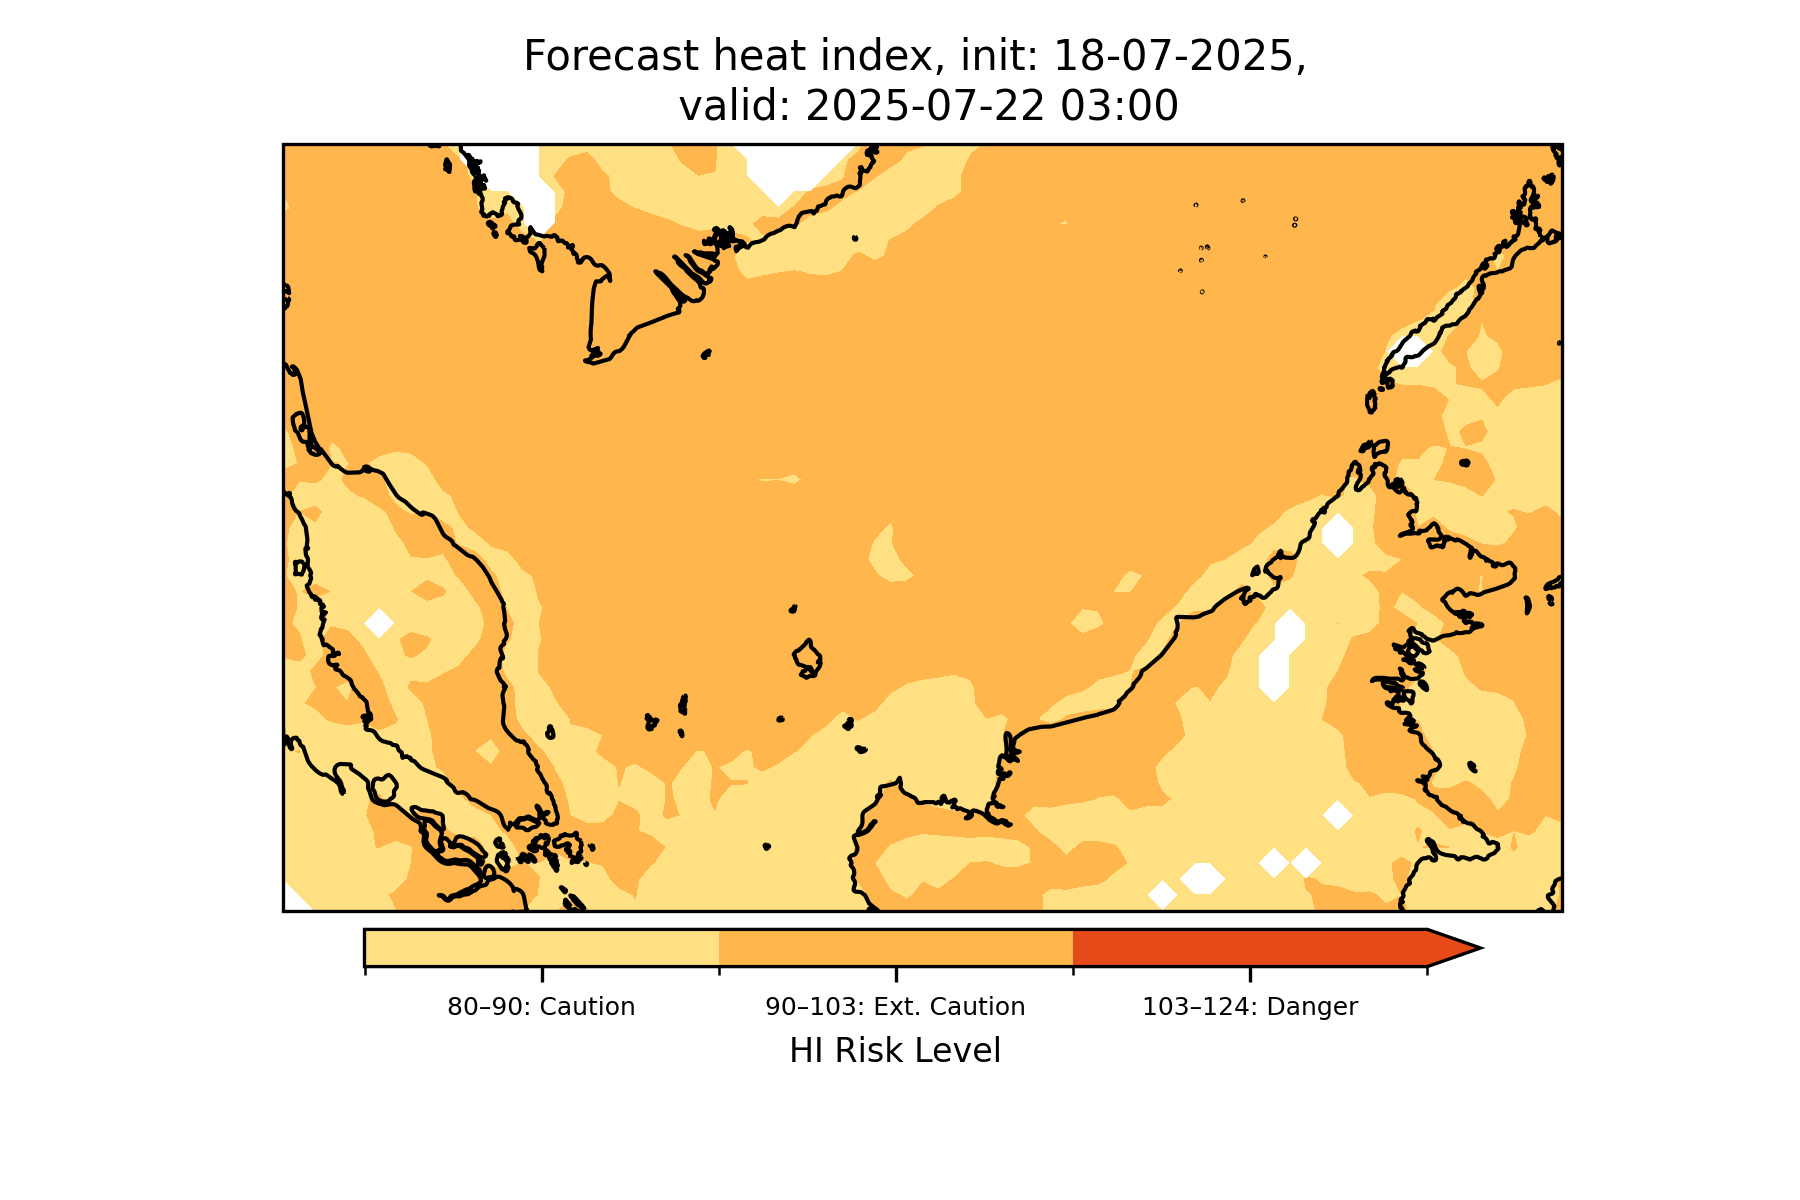 Forecast heat index, init: 18-07-2025,
valid: 2025-07-22 03:00
80–90: Caution
90–103: Ext. Caution
103–124: Danger
HI Risk Level